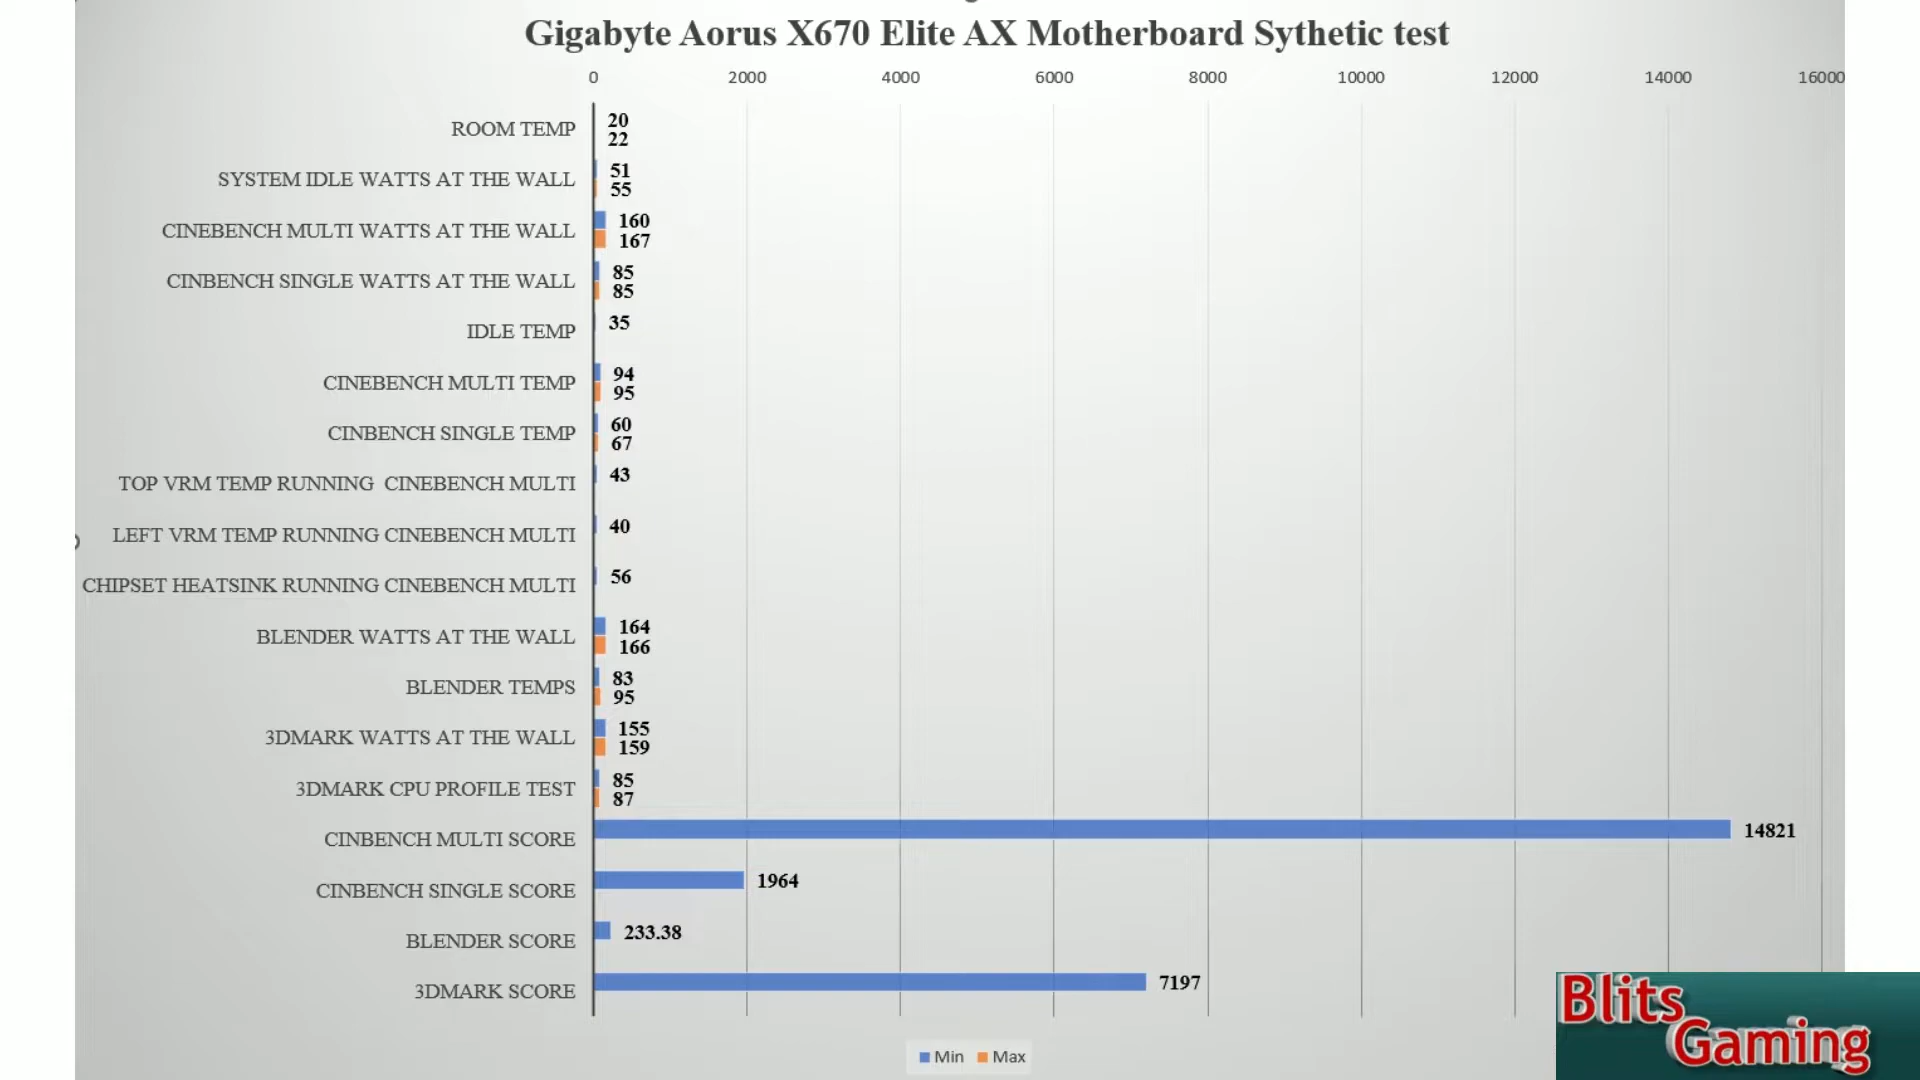 Gigabyte Aorus X670 Elite AX Motherboard Sythetic test
0 2000 4000 6000 8000 10000 12000 14000 16000
ROOM TEMP 20 22
SYSTEM IDLE WATTS AT THE WALL 51 55
CINEBENCH MULTI WATTS AT THE WALL 160 167
CINBENCH SINGLE WATTS AT THE WALL 85 85
IDLE TEMP 35
CINEBENCH MULTI TEMP 94 95
CINBENCH SINGLE TEMP 60 67
TOP VRM TEMP RUNNING CINEBENCH MULTI 43
LEFT VRM TEMP RUNNING CINEBENCH MULTI 40
CHIPSET HEATSINK RUNNING CINEBENCH MULTI 56
BLENDER WATTS AT THE WALL 164 166
BLENDER TEMPS 83 95
3DMARK WATTS AT THE WALL 155 159
3DMARK CPU PROFILE TEST 85 87
CINBENCH MULTI SCORE 14821
CINBENCH SINGLE SCORE 1964
BLENDER SCORE 233.38
3DMARK SCORE 7197
Min Max
Blits
Gaming